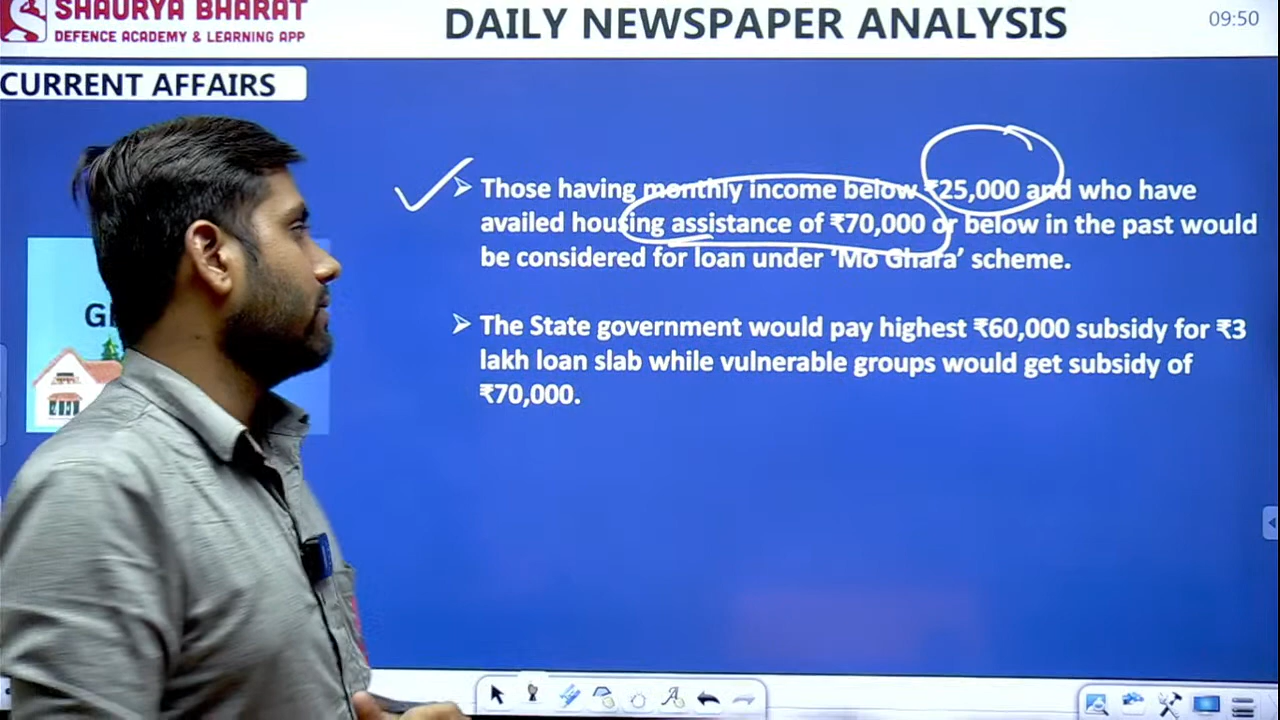 SHAURYA BHARAT
DEFENCE ACADEMY & LEARNING APP
DAILY NEWSPAPER ANALYSIS
09:50
CURRENT AFFAIRS
➤ Those having monthly income below ₹25,000 and who have
availed housing assistance of ₹70,000 or below in the past would
be considered for loan under ‘Mo Ghara’ scheme.
➤ The State government would pay highest ₹60,000 subsidy for ₹3
lakh loan slab while vulnerable groups would get subsidy of
₹70,000.